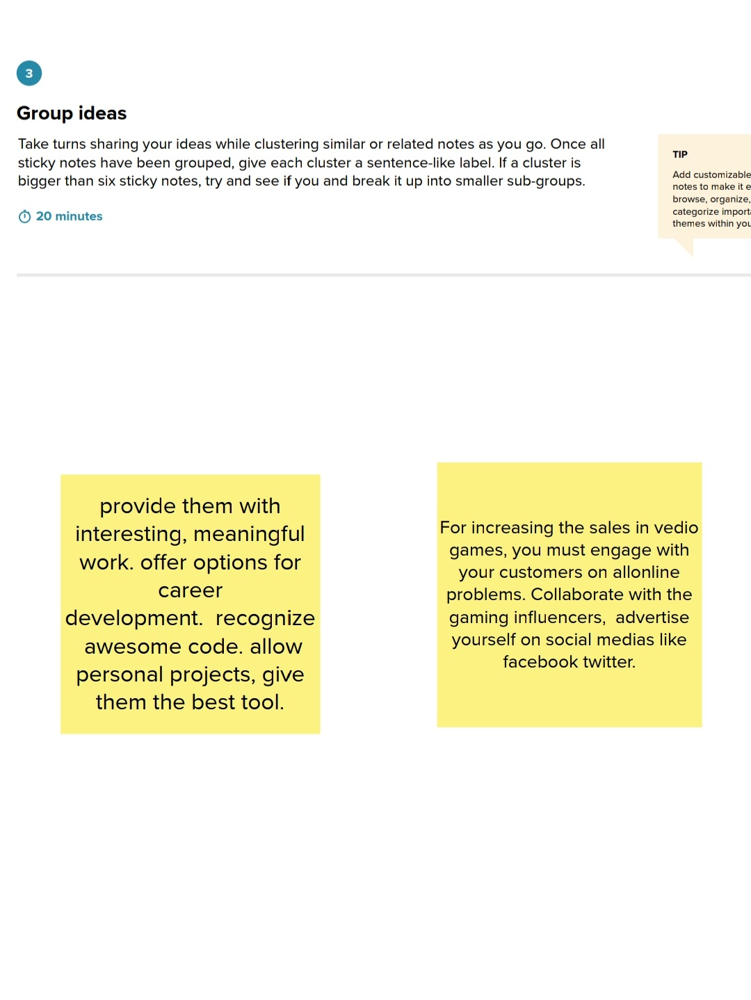 3
Group ideas
Take turns sharing your ideas while clustering similar or related notes as you go. Once all
sticky notes have been grouped, give each cluster a sentence-like label. If a cluster is
bigger than six sticky notes, try and see if you and break it up into smaller sub-groups.
20 minutes
TIP
Add customizable
notes to make it e
browse, organize,
categorize import
themes within you
provide them with
interesting, meaningful
work. offer options for
career
development.  recognize
awesome code. allow
personal projects, give
them the best tool.
For increasing the sales in vedio
games, you must engage with
your customers on allonline
problems. Collaborate with the
gaming influencers,  advertise
yourself on social medias like
facebook twitter.